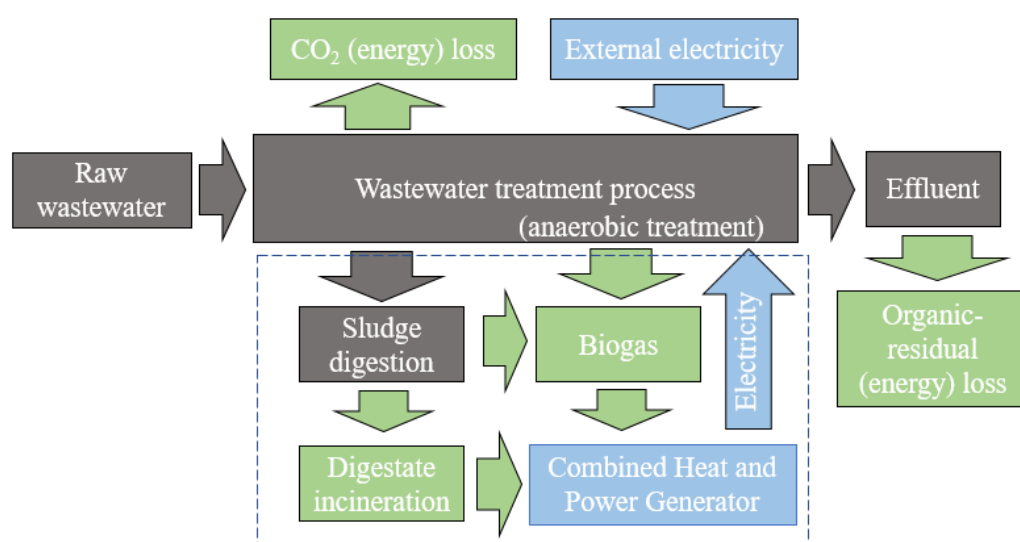 CO₂ (energy) loss
External electricity
Raw
wastewater
Wastewater treatment process
(anaerobic treatment)
Effluent
Sludge
digestion
Biogas
Electricity
Organic-
residual
(energy) loss
Digestate
incineration
Combined Heat and
Power Generator